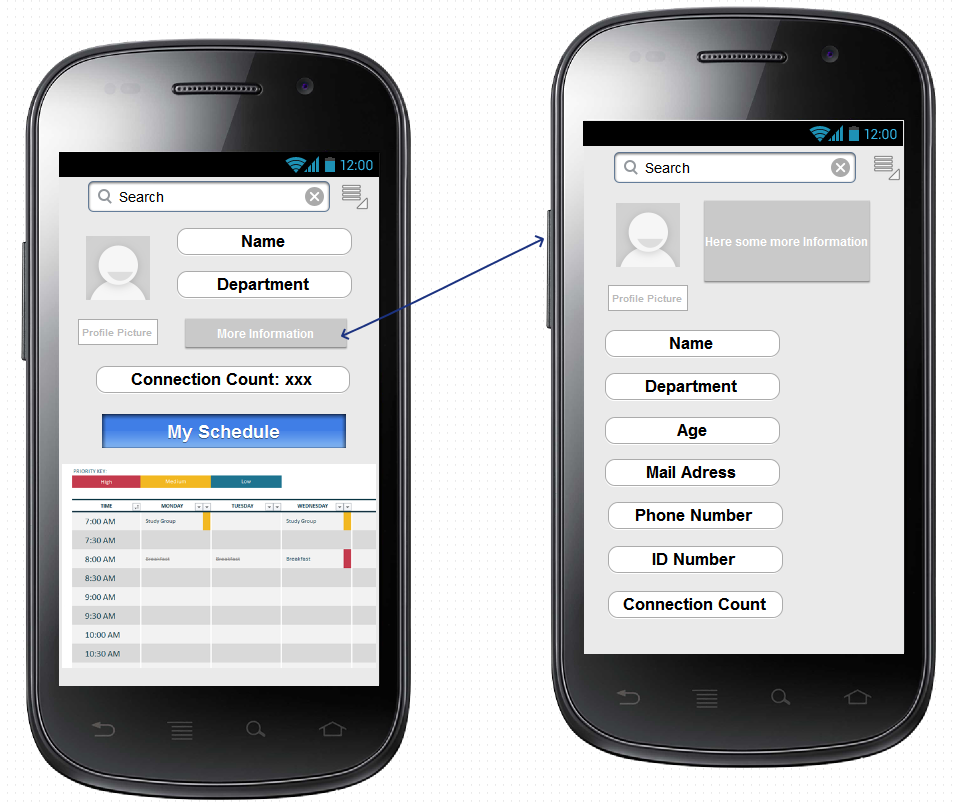 12:00
Search
Name
Department
Profile Picture
More Information
Connection Count: xxx
My Schedule
PRIORITY KEY:
High Medium Low
TIME MONDAY TUESDAY WEDNESDAY
7:00 AM Study Group Study Group
7:30 AM
8:00 AM Breakfast Breakfast Breakfast
8:30 AM
9:00 AM
9:30 AM
10:00 AM
10:30 AM
12:00
Search
Here some more Information
Profile Picture
Name
Department
Age
Mail Adress
Phone Number
ID Number
Connection Count